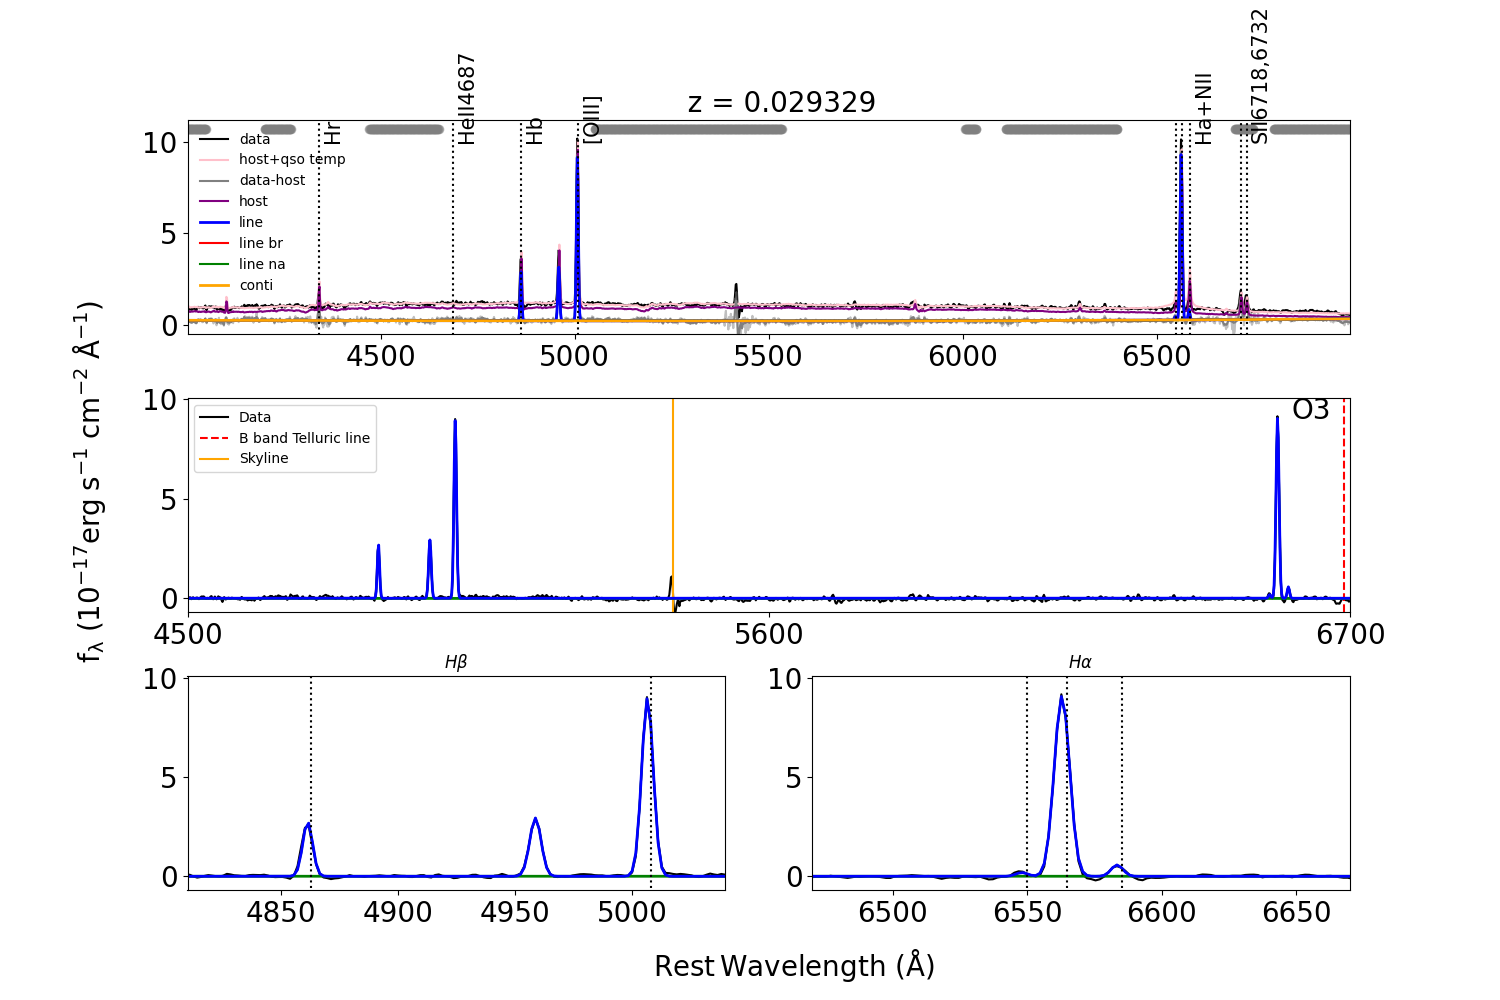 z = 0.029329
Hr
HeII4687
Hb
[OIII]
Ha+NII
SII6718,6732
10
5
0
data
host+qso temp
data-host
host
line
line br
line na
conti
4500 5000 5500 6000 6500
fλ (10−17erg s−1 cm−2 Å−1)
10
5
0
Data
B band Telluric line
Skyline
O3
4500 5600 6700
Hβ
10
5
0
4850 4900 4950 5000
Hα
10
5
0
6500 6550 6600 6650
Rest Wavelength (Å)